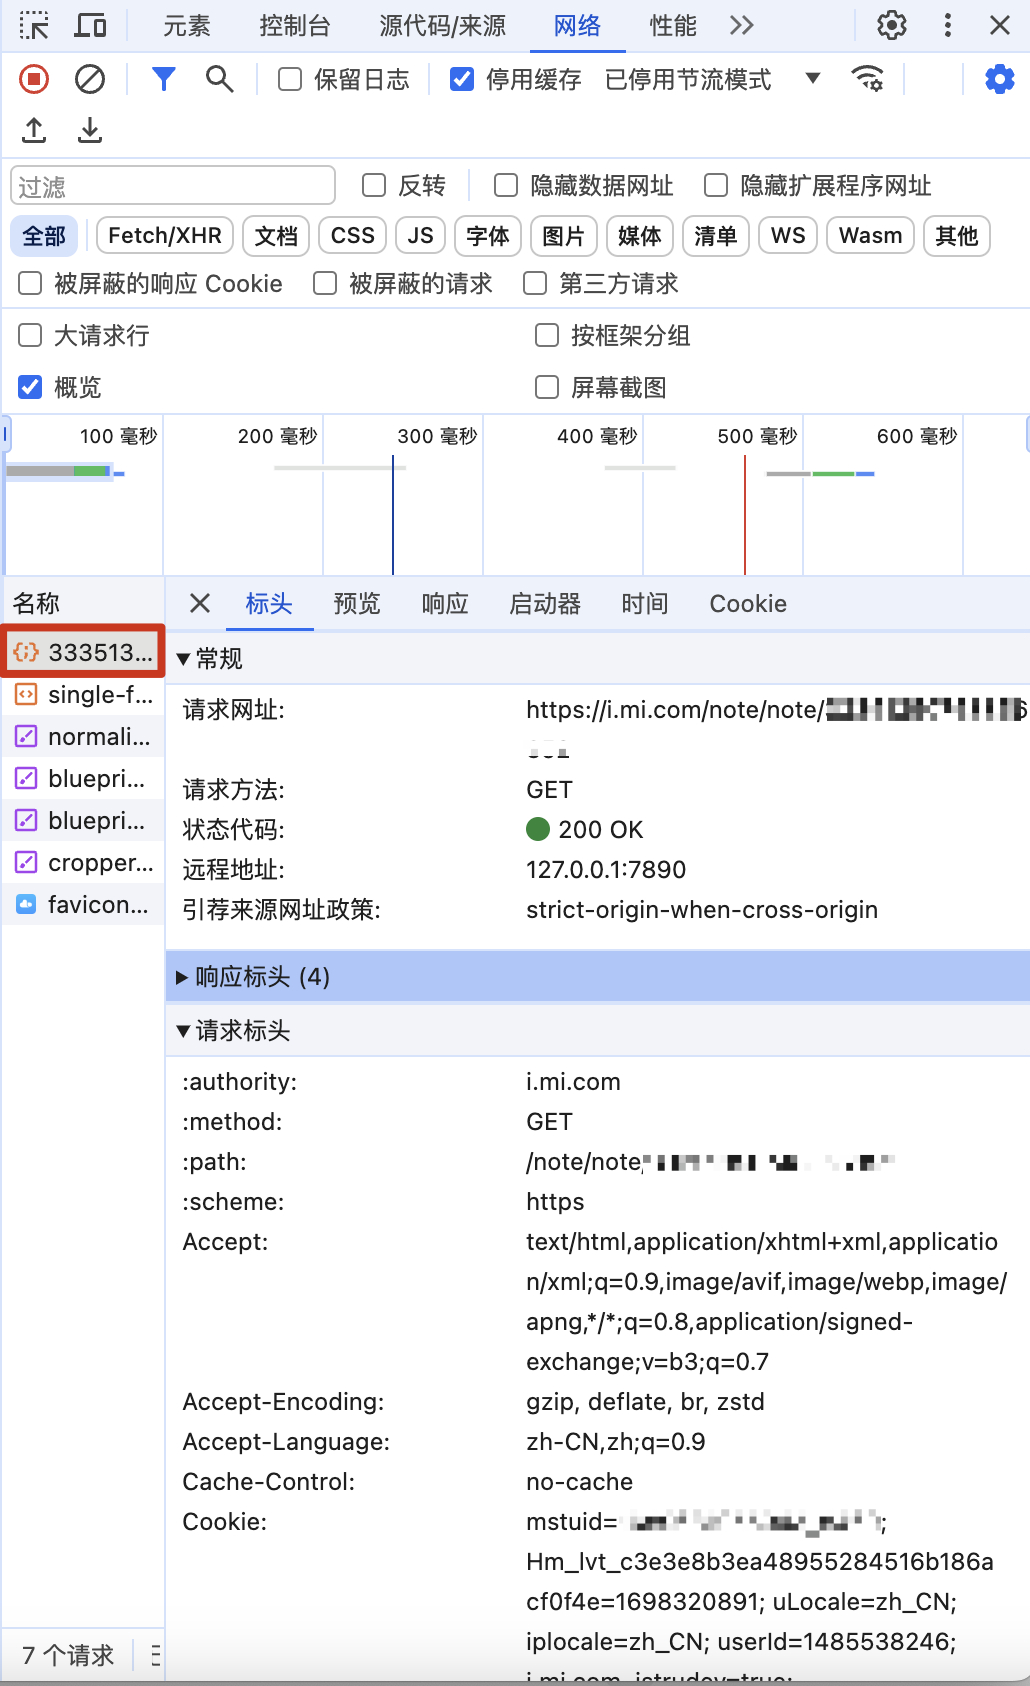 元素 控制台 源代码/来源 网络 性能
保留日志 停用缓存 已停用节流模式
过滤 反转 隐藏数据网址 隐藏扩展程序网址
全部 Fetch/XHR 文档 CSS JS 字体 图片 媒体 清单 WS Wasm 其他
被屏蔽的响应 Cookie 被屏蔽的请求 第三方请求
大请求行 按框架分组
概览 屏幕截图
100 毫秒 200 毫秒 300 毫秒 400 毫秒 500 毫秒 600 毫秒
名称 标头 预览 响应 启动器 时间 Cookie
333513...
single-f...
normali...
bluepri...
bluepri...
cropper...
favicon...
常规
请求网址: https://i.mi.com/note/note/
请求方法: GET
状态代码: 200 OK
远程地址: 127.0.0.1:7890
引荐来源网址政策: strict-origin-when-cross-origin
响应标头 (4)
请求标头
:authority: i.mi.com
:method: GET
:path: /note/note/
:scheme: https
Accept: text/html,application/xhtml+xml,applicatio
n/xml;q=0.9,image/avif,image/webp,image/
apng,*/*;q=0.8,application/signed-
exchange;v=b3;q=0.7
Accept-Encoding: gzip, deflate, br, zstd
Accept-Language: zh-CN,zh;q=0.9
Cache-Control: no-cache
Cookie: mstuid= ;
Hm_lvt_c3e3e8b3ea48955284516b186a
cf0f4e=1698320891; uLocale=zh_CN;
iplocale=zh_CN; userId=1485538246;
i.mi.com_istrudev=true;
7 个请求